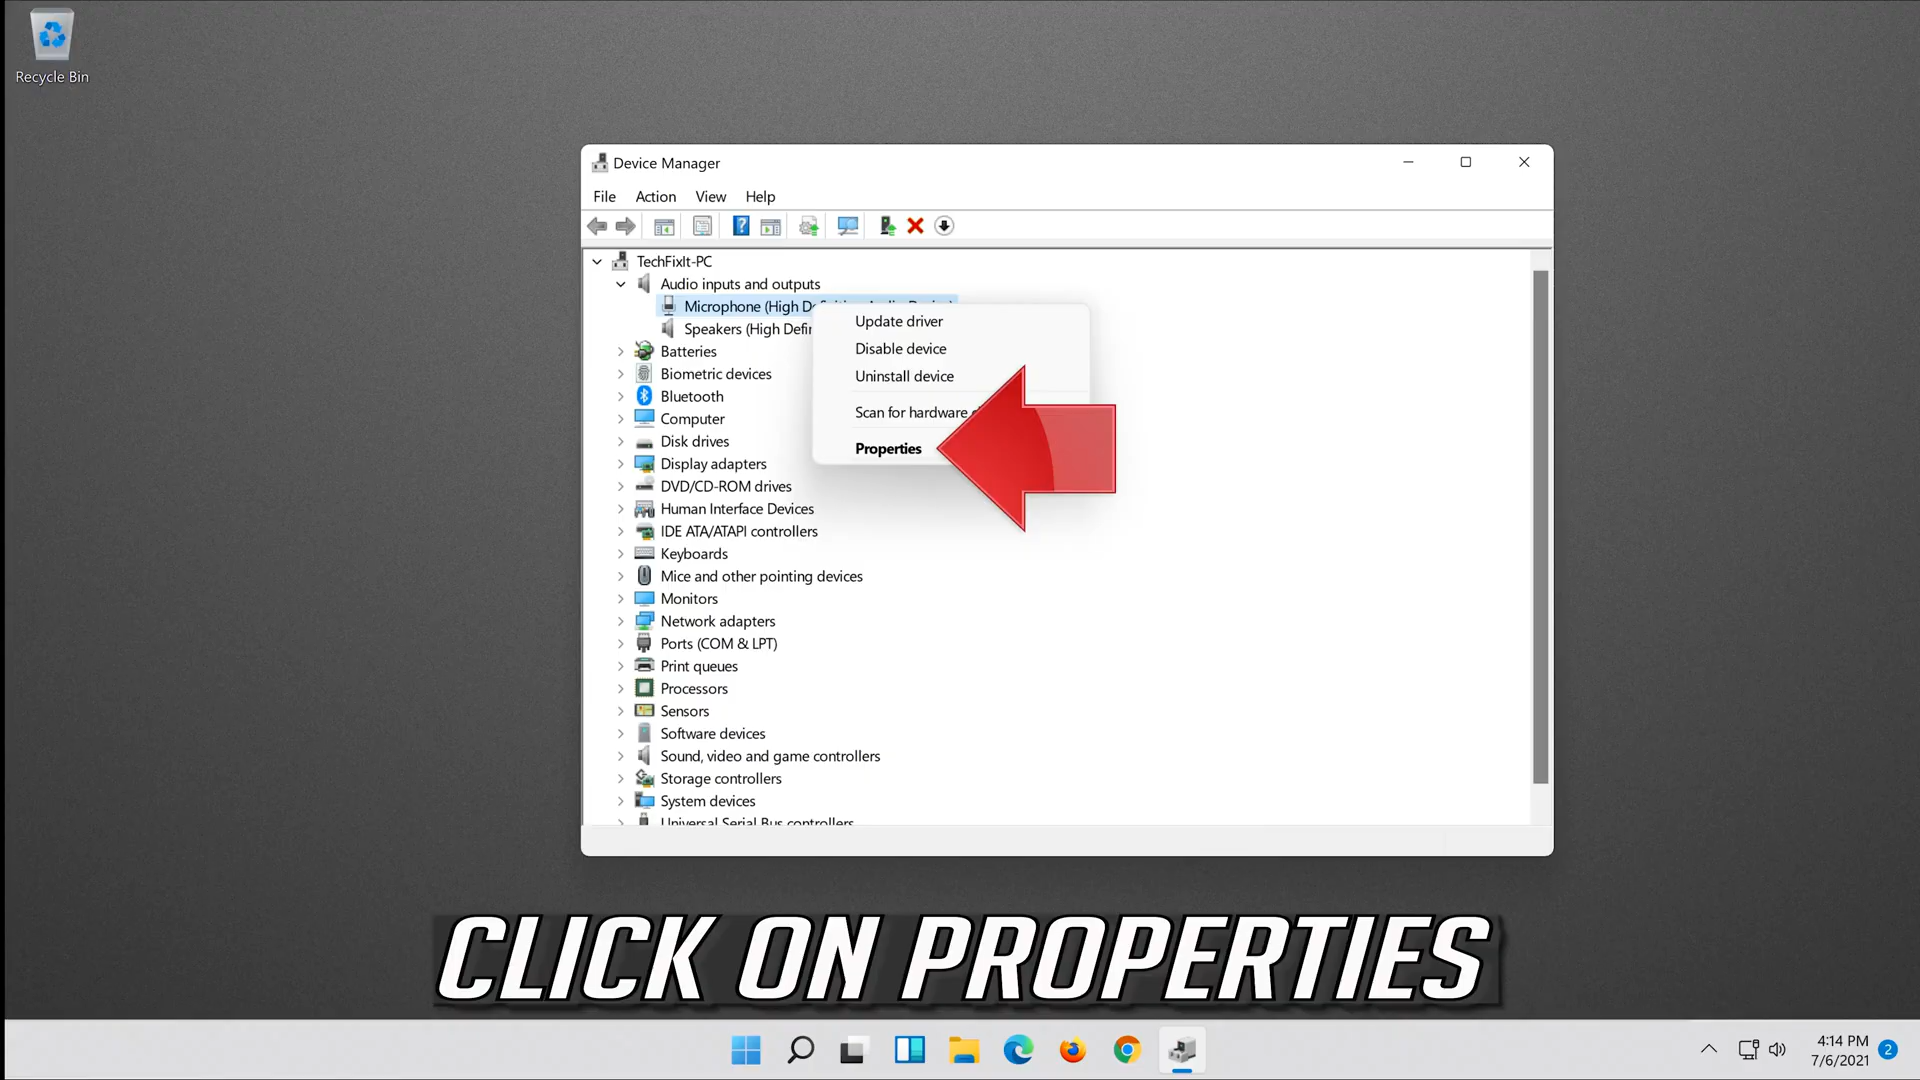 Recycle Bin
Device Manager
File Action View Help
TechFixIt-PC
Audio inputs and outputs
Microphone (High
Speakers (High
Update driver
Disable device
Uninstall device
Scan for hardware
Properties
Batteries
Biometric devices
Bluetooth
Computer
Disk drives
Display adapters
DVD/CD-ROM drives
Human Interface Devices
IDE ATA/ATAPI controllers
Keyboards
Mice and other pointing devices
Monitors
Network adapters
Ports (COM & LPT)
Print queues
Processors
Sensors
Software devices
Sound, video and game controllers
Storage controllers
System devices
Universal Serial Bus controllers
CLICK ON PROPERTIES
4:14 PM
7/6/2021
2